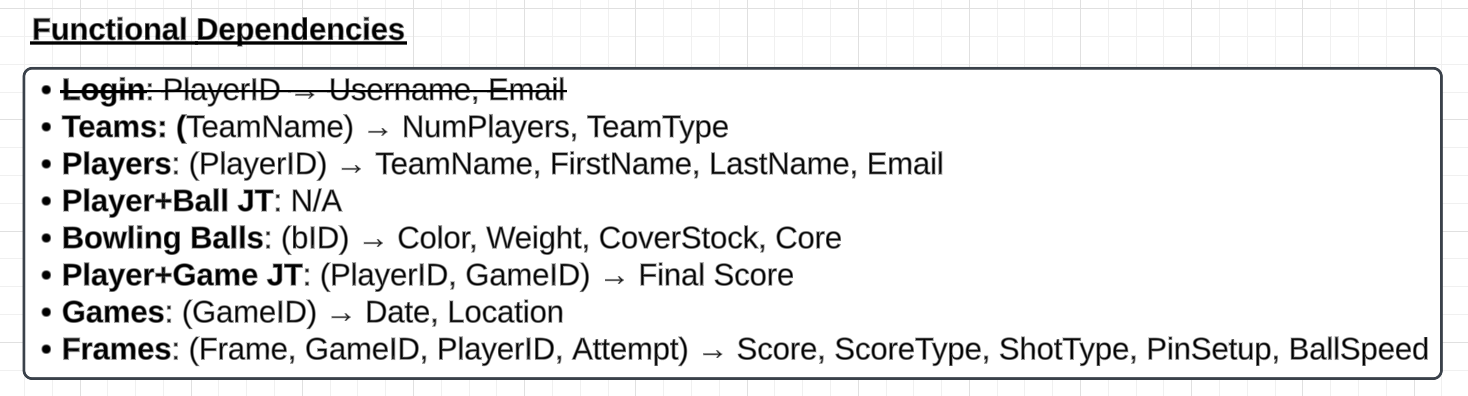 Functional Dependencies
• Login: PlayerID → Username, Email
• Teams: (TeamName) → NumPlayers, TeamType
• Players: (PlayerID) → TeamName, FirstName, LastName, Email
• Player+Ball JT: N/A
• Bowling Balls: (bID) → Color, Weight, CoverStock, Core
• Player+Game JT: (PlayerID, GameID) → Final Score
• Games: (GameID) → Date, Location
• Frames: (Frame, GameID, PlayerID, Attempt) → Score, ScoreType, ShotType, PinSetup, BallSpeed